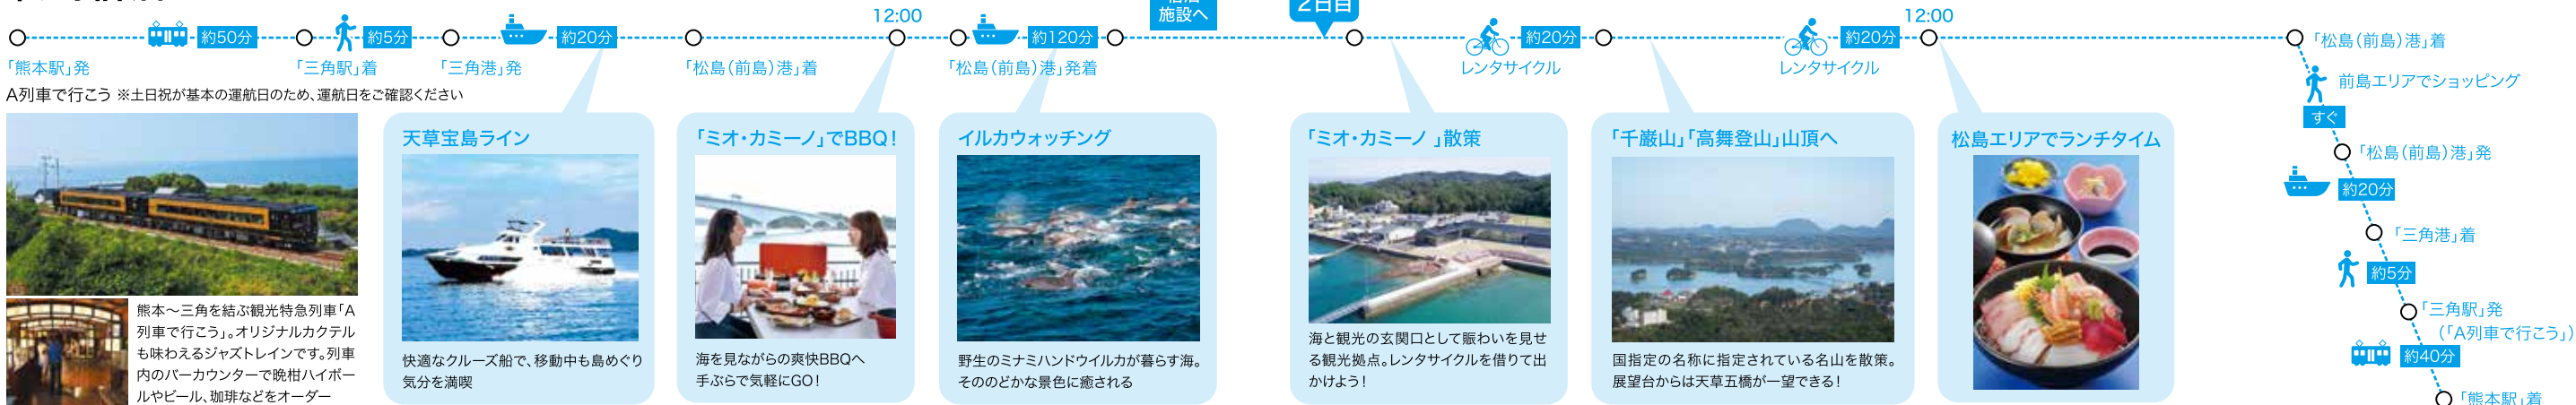 施設へ
2日目
12:00
12:00
約50分
約5分
約20分
約120分
約20分
約20分
「熊本駅」発
「三角駅」着
「三角港」発
「松島(前島)港」着
「松島(前島)港」発着
レンタサイクル
レンタサイクル
A列車で行こう ※土日祝が基本の運航日のため、運航日をご確認ください
熊本〜三角を結ぶ観光特急列車「A
列車で行こう」。オリジナルカクテル
も味わえるジャズトレインです。列車
内のバーカウンターで晩柑ハイボー
ルやビール、珈琲などをオーダー
天草宝島ライン
快適なクルーズ船で、移動中も島めぐり
気分を満喫
「ミオ・カミーノ」でBBQ!
海を見ながらの爽快BBQへ
手ぶらで気軽にGO!
イルカウォッチング
野生のミナミハンドウイルカが暮らす海。
そののどかな景色に癒される
「ミオ・カミーノ 」散策
海と観光の玄関口として賑わいを見せ
る観光拠点。レンタサイクルを借りて出
かけよう!
「千巌山」「高舞登山」山頂へ
国指定の名称に指定されている名山を散策。
展望台からは天草五橋が一望できる!
松島エリアでランチタイム
「松島(前島)港」着
前島エリアでショッピング
すぐ
「松島(前島)港」発
約20分
「三角港」着
約5分
「三角駅」発
(「A列車で行こう」)
約40分
「熊本駅」着